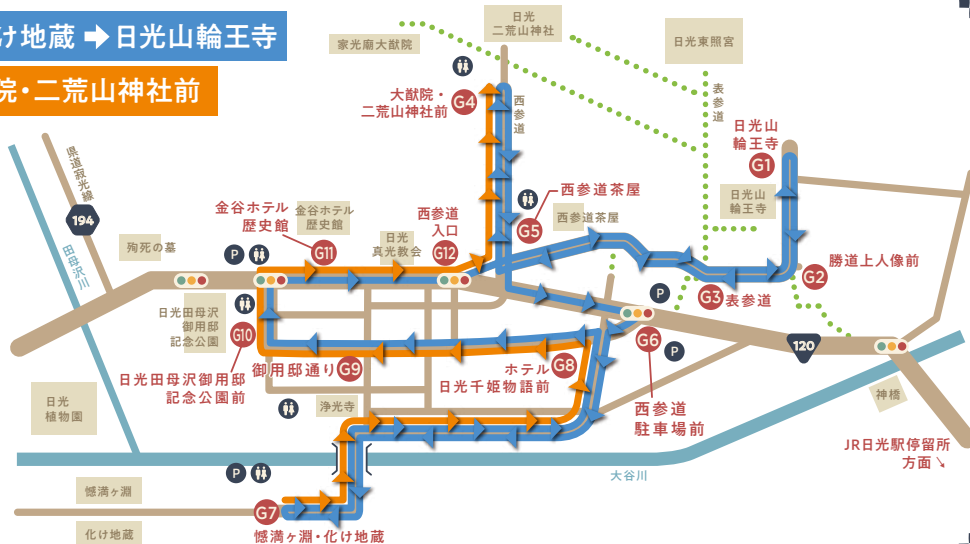 け地蔵➡日光山輪王寺
院・二荒山神社前
日光
二荒山神社
家光廟大猷院
日光東照宮
表
参
道
大猷院・
二荒山神社前
G4
西
参
道
日光山
輪王寺
G1
日光山
輪王寺
県道寂光線
194
田母沢川
殉死の墓
金谷ホテル
歴史館
金谷ホテル
歴史館
G11
P
日光
真光教会
西参道
入口
G12
西参道茶屋
G5
西参道茶屋
勝道上人像前
G2
G3
表参道
P
日光田母沢
御用邸
記念公園
G10
日光田母沢御用邸
記念公園前
御用邸通り
G9
ホテル
日光千姫物語前
G8
G6
P
120
西参道
駐車場前
神橋
日光
植物園
浄光寺
JR日光駅停留所
方面↘
P
大谷川
憾満ヶ淵
G7
化け地蔵
憾満ヶ淵・化け地蔵